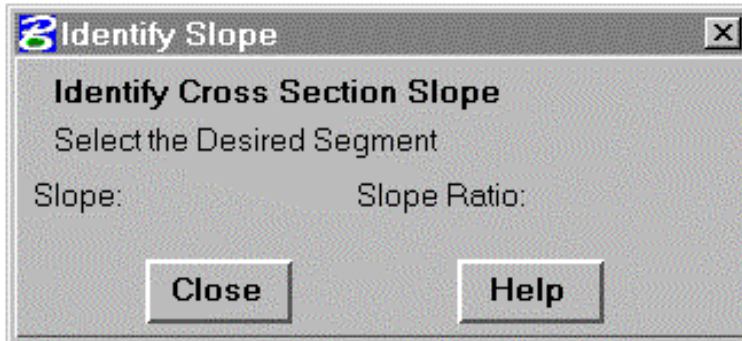 Identify Slope
Identify Cross Section Slope
Select the Desired Segment
Slope: Slope Ratio:
Close Help